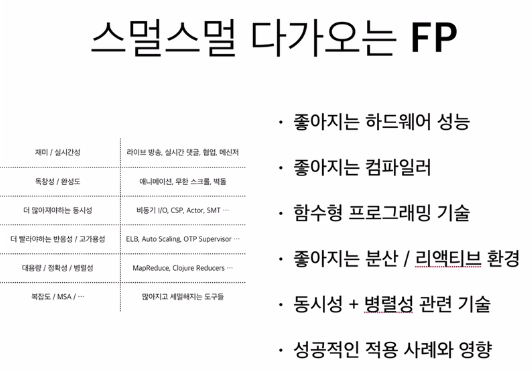 스멀스멀 다가오는 FP
재미 / 실시간성 라이브 방송, 실시간 댓글, 협업, 메신저
독창성 / 완성도 애니메이션, 무한 스크롤, 벽돌
더 많아져야하는 동시성 비동기 I/O, CSP, Actor, SMT ...
더 빨라야하는 반응성 / 고가용성 ELB, Auto Scaling, OTP Supervisor ...
대용량 / 정확성 / 병렬성 MapReduce, Clojure Reducers ...
복잡도 / MSA / ... 많아지고 세밀해지는 도구들
• 좋아지는 하드웨어 성능
• 좋아지는 컴파일러
• 함수형 프로그래밍 기술
• 좋아지는 분산 / 리액티브 환경
• 동시성 + 병렬성 관련 기술
• 성공적인 적용 사례와 영향